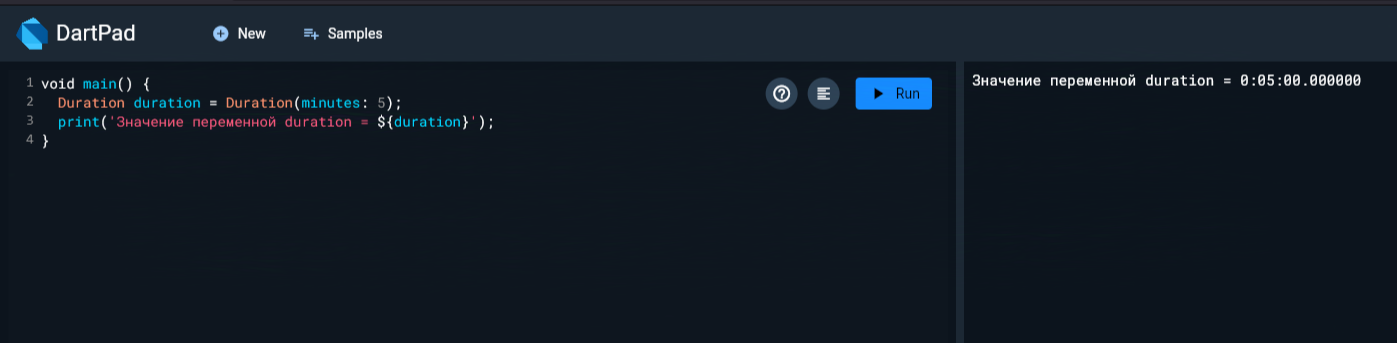 DartPad New Samples
1 void main() {
2 Duration duration = Duration(minutes: 5);
3 print('Значение переменной duration = ${duration}');
4 }
Run
Значение переменной duration = 0:05:00.000000